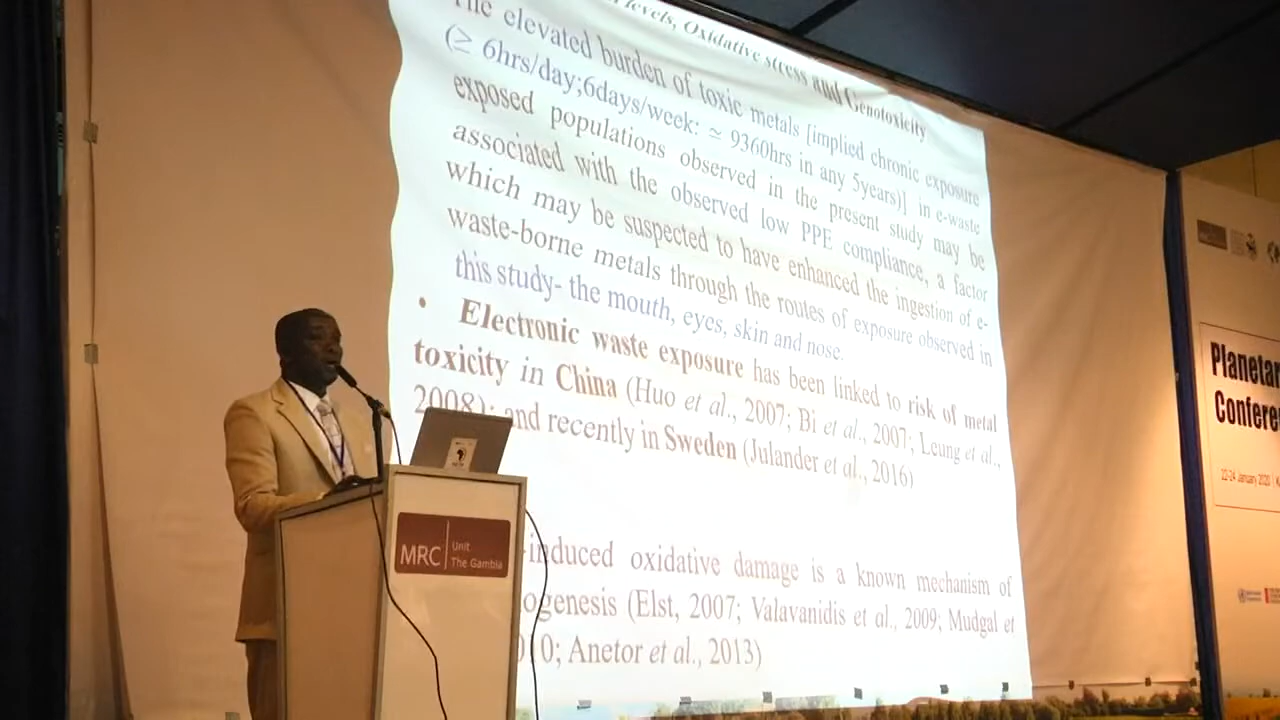 levels, Oxidative stress and Genotoxicity
The elevated burden of toxic metals [implied chronic exposure
(≥ 6hrs/day;6days/week: ≃ 9360hrs in any 5years)] in e-waste
exposed populations observed in the present study may be
associated with the observed low PPE compliance, a factor
which may be suspected to have enhanced the ingestion of e-
waste-borne metals through the routes of exposure observed in
this study- the mouth, eyes, skin and nose.
• Electronic waste exposure has been linked to risk of metal
toxicity in China (Huo et al., 2007; Bi et al., 2007; Leung et al.,
2008); and recently in Sweden (Julander et al., 2016)
-induced oxidative damage is a known mechanism of
ogenesis (Elst, 2007; Valavanidis et al., 2009; Mudgal et
10; Anetor et al., 2013)
MRC Unit
The Gambia
Planetar
Confere
22-24 January 2020